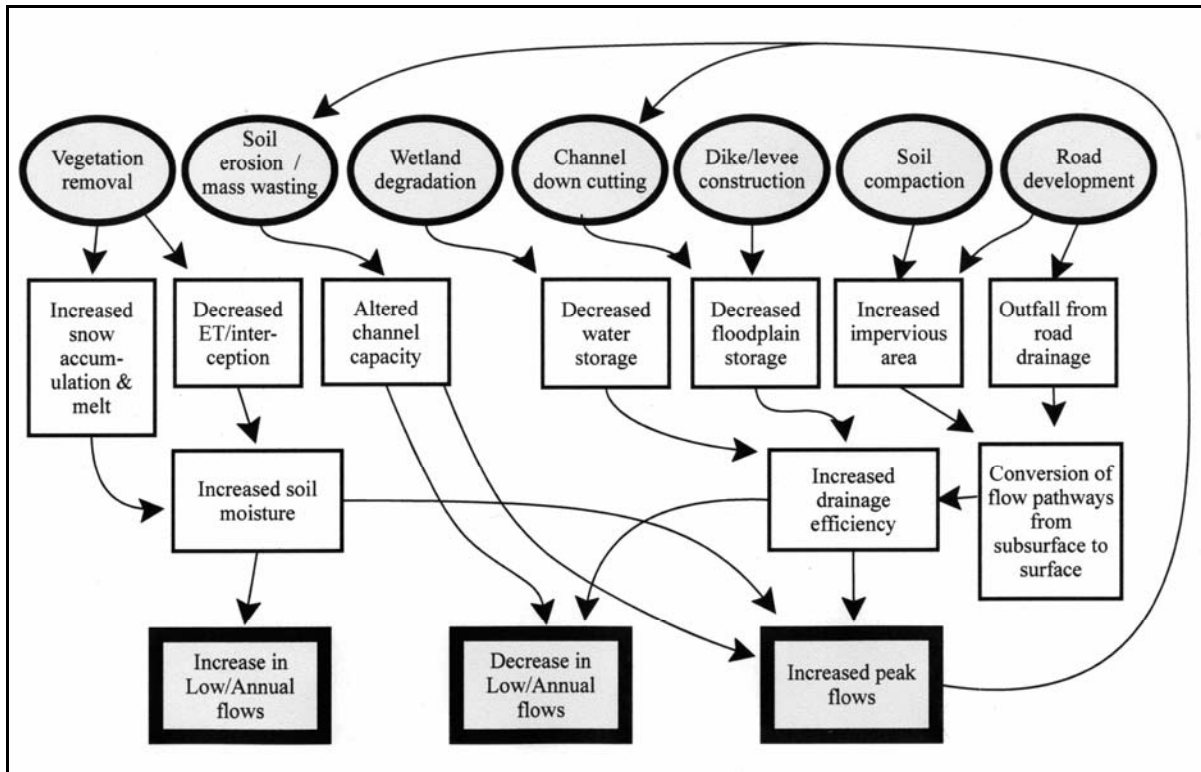 Vegetation
removal
Soil
erosion /
mass wasting
Wetland
degradation
Channel
down cutting
Dike/levee
construction
Soil
compaction
Road
development
Increased
snow
accum-
ulation &
melt
Decreased
ET/inter-
ception
Altered
channel
capacity
Decreased
water
storage
Decreased
floodplain
storage
Increased
impervious
area
Outfall from
road
drainage
Increased soil
moisture
Increased
drainage
efficiency
Conversion of
flow pathways
from
subsurface to
surface
Increase in
Low/Annual
flows
Decrease in
Low/Annual
flows
Increased peak
flows